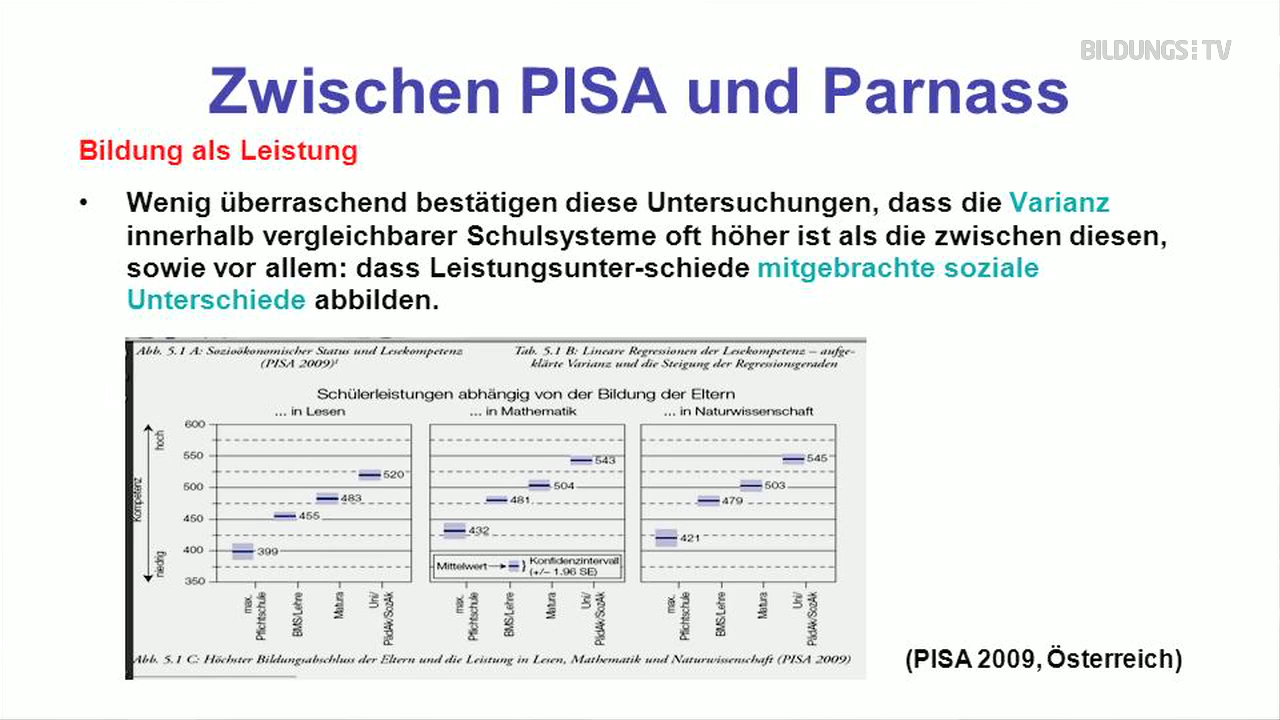 BILDUNGS:TV
Zwischen PISA und Parnass
Bildung als Leistung
• Wenig überraschend bestätigen diese Untersuchungen, dass die Varianz
innerhalb vergleichbarer Schulsysteme oft höher ist als die zwischen diesen,
sowie vor allem: dass Leistungsunter-schiede mitgebrachte soziale
Unterschiede abbilden.
Abb. 5.1 A: Sozioökonomischer Status und Lesekompetenz
(PISA 2009)¹
Tab. 5.1 B: Lineare Regressionen der Lesekompetenz – aufge-
klärte Varianz und die Steigung der Regressionsgeraden
Schülerleistungen abhängig von der Bildung der Eltern
... in Lesen
... in Mathematik
... in Naturwissenschaft
hoch
Kompetenz
niedrig
600
550
500
450
400
350
399
455
483
520
432
481
504
543
421
479
503
545
Mittelwert
Konfidenzintervall
(+/– 1.96 SE)
max.
Pflichtschule
BMS/Lehre
Matura
Uni/
PädAk/SozAk
max.
Pflichtschule
BMS/Lehre
Matura
Uni/
PädAk/SozAk
max.
Pflichtschule
BMS/Lehre
Matura
Uni/
PädAk/SozAk
Abb. 5.1 C: Höchster Bildungsabschluss der Eltern und die Leistung in Lesen, Mathematik und Naturwissenschaft (PISA 2009)
(PISA 2009, Österreich)